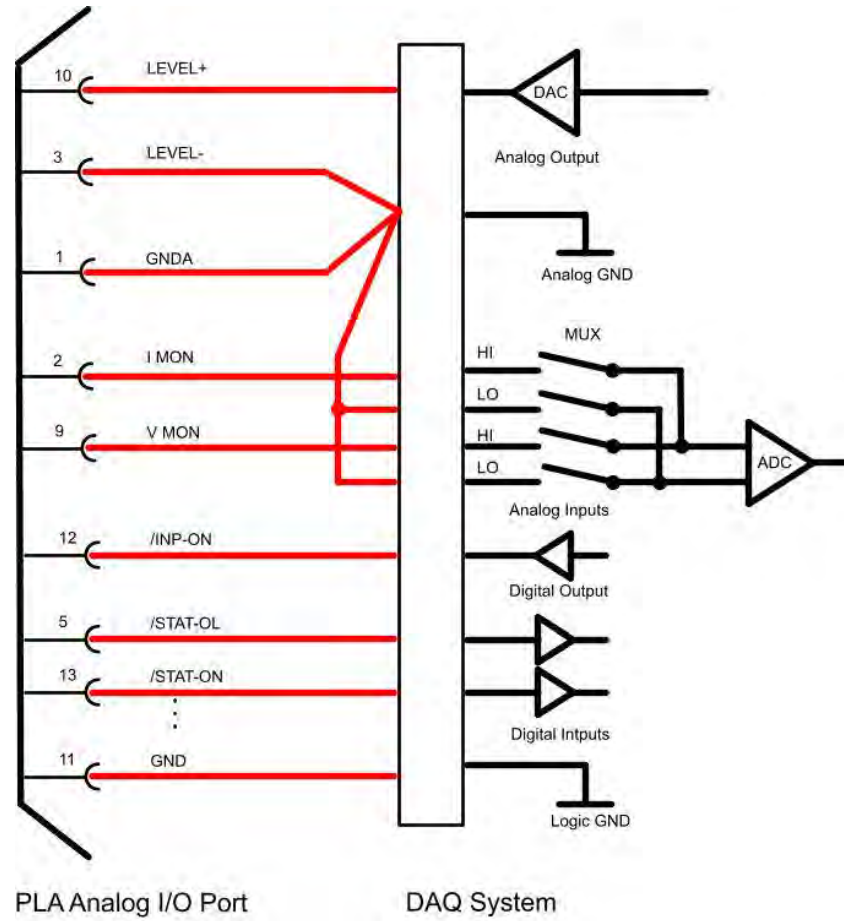 10 LEVEL+
DAC
Analog Output
3 LEVEL-
1 GNDA
Analog GND
MUX
2 I MON
HI
LO
9 V MON
HI
LO
ADC
Analog Inputs
12 /INP-ON
Digital Output
5 /STAT-OL
13 /STAT-ON
Digital Intputs
11 GND
Logic GND
PLA Analog I/O Port DAQ System